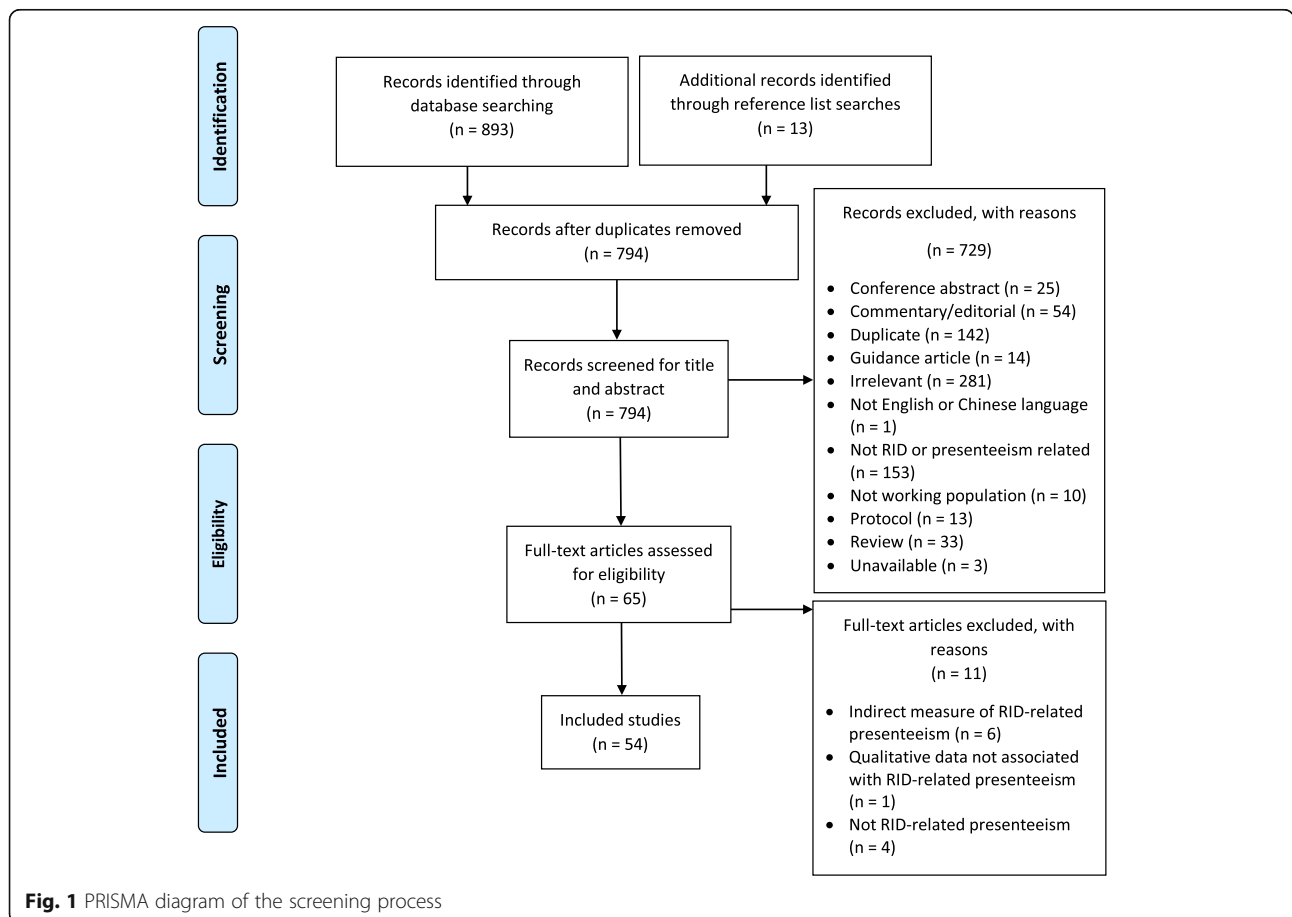 Identification
Records identified through
database searching
(n = 893)
Additional records identified
through reference list searches
(n = 13)
Records after duplicates removed
(n = 794)
Screening
Records screened for title
and abstract
(n = 794)
Records excluded, with reasons
(n = 729)
• Conference abstract (n = 25)
• Commentary/editorial (n = 54)
• Duplicate (n = 142)
• Guidance article (n = 14)
• Irrelevant (n = 281)
• Not English or Chinese language
(n = 1)
• Not RID or presenteeism related
(n = 153)
• Not working population (n = 10)
• Protocol (n = 13)
• Review (n = 33)
• Unavailable (n = 3)
Eligibility
Full-text articles assessed
for eligibility
(n = 65)
Full-text articles excluded, with
reasons
(n = 11)
• Indirect measure of RID-related
presenteeism (n = 6)
• Qualitative data not associated
with RID-related presenteeism
(n = 1)
• Not RID-related presenteeism
(n = 4)
Included
Included studies
(n = 54)
Fig. 1 PRISMA diagram of the screening process